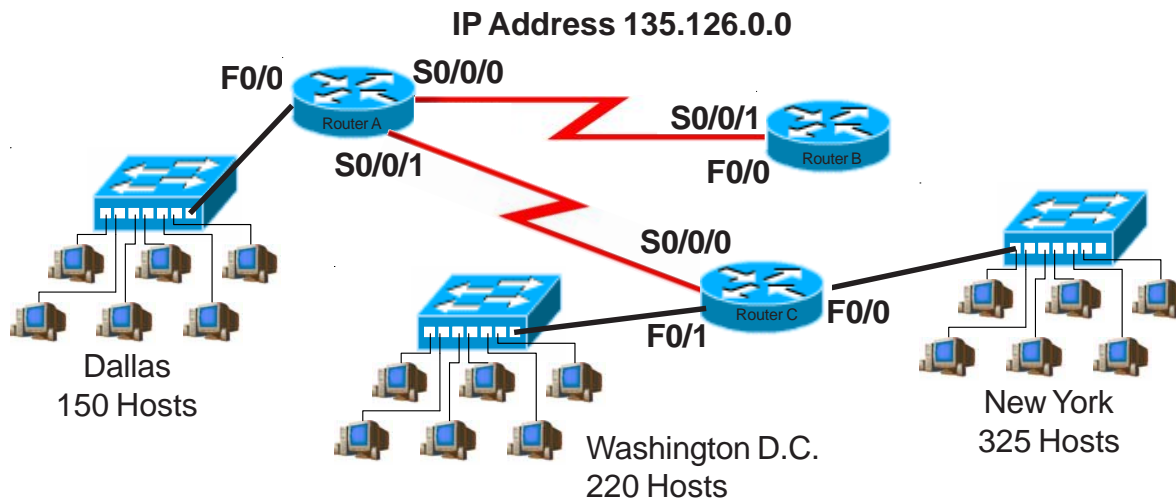 IP Address 135.126.0.0
F0/0
S0/0/0
Router A
S0/0/1
S0/0/1
Router B
F0/0
S0/0/0
Router C
F0/1
F0/0
Dallas
150 Hosts
Washington D.C.
220 Hosts
New York
325 Hosts